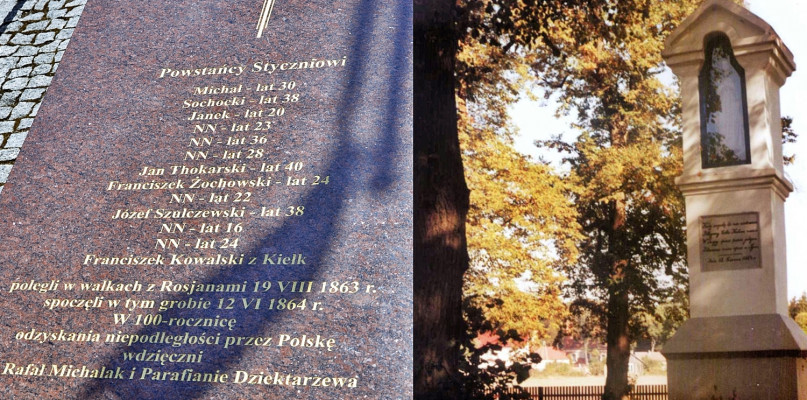 Powstańcy Styczniowi
Michał - lat 30
Sochocki - lat 38
Janek - lat 20
NN - lat 23
NN - lat 36
NN - lat 28
Jan Thokarski - lat 40
Franciszek Żochowski - lat 24
NN - lat 22
Józef Szulczewski - lat 38
NN - lat 16
NN - lat 24
Franciszek Kowalski z Kielk
polegli w walkach z Rosjanami 19 VIII 1863 r.
spoczęli w tym grobie 12 VI 1864 r.
W 100-rocznicę
odzyskania niepodległości przez Polskę
wdzięczni
Rafał Michalak i Parafianie Dziektarzewa